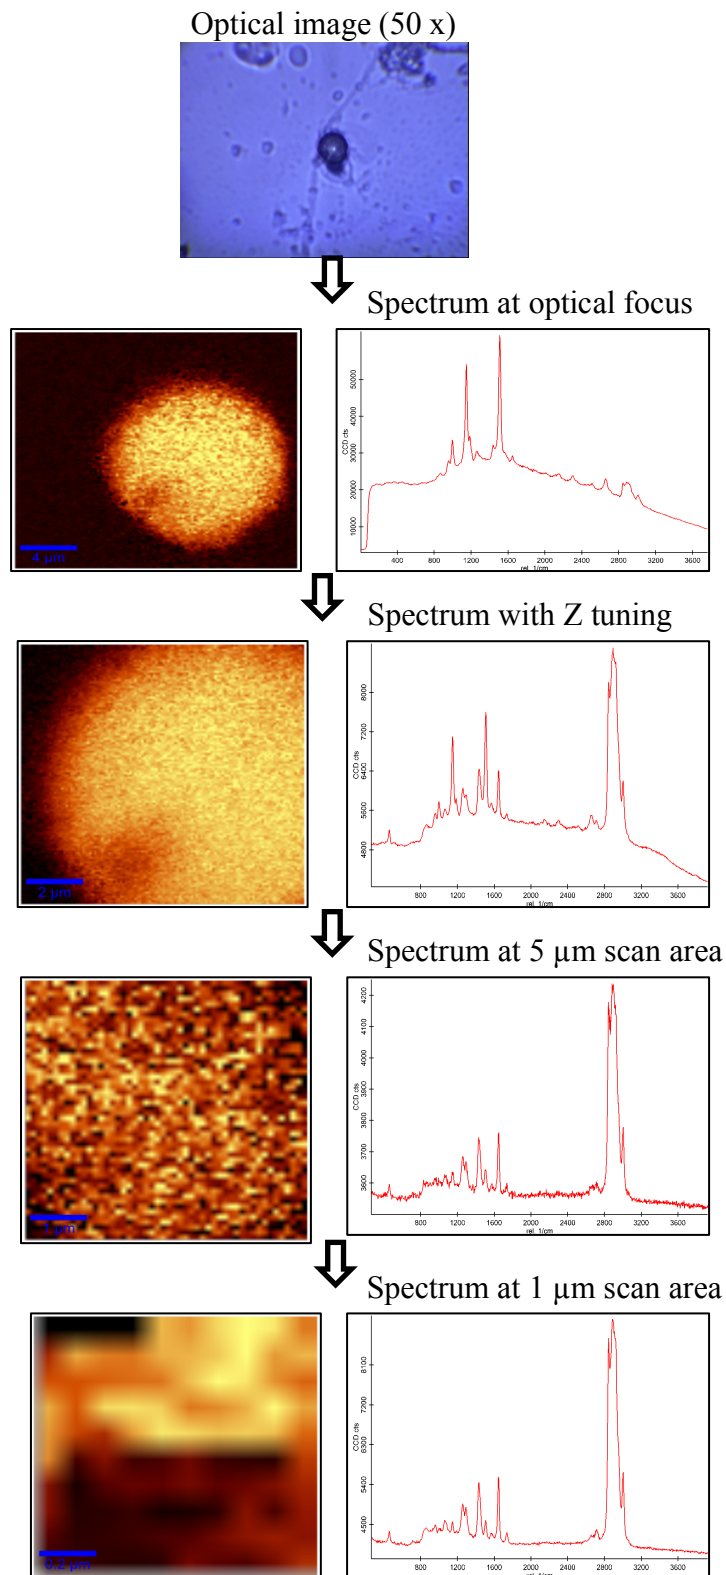 Optical image (50 x)
Spectrum at optical focus
4 µm
CCD cts
50000
40000
30000
20000
10000
400 1200 2000 2800 3600
rel. 1/cm
Spectrum with Z tuning
2 µm
CCD cts
8000
7200
6400
5600
4800
800 1200 1600 2000 2400 2800 3200 3600
rel. 1/cm
Spectrum at 5 µm scan area
1 µm
CCD cts
4200
4100
4000
3900
3800
3700
3600
800 1200 1600 2000 2400 2800 3200 3600
rel. 1/cm
Spectrum at 1 µm scan area
0.2 µm
CCD cts
8100
7200
6300
5400
4500
800 1200 1600 2000 2400 2800 3200 3600
rel. 1/cm